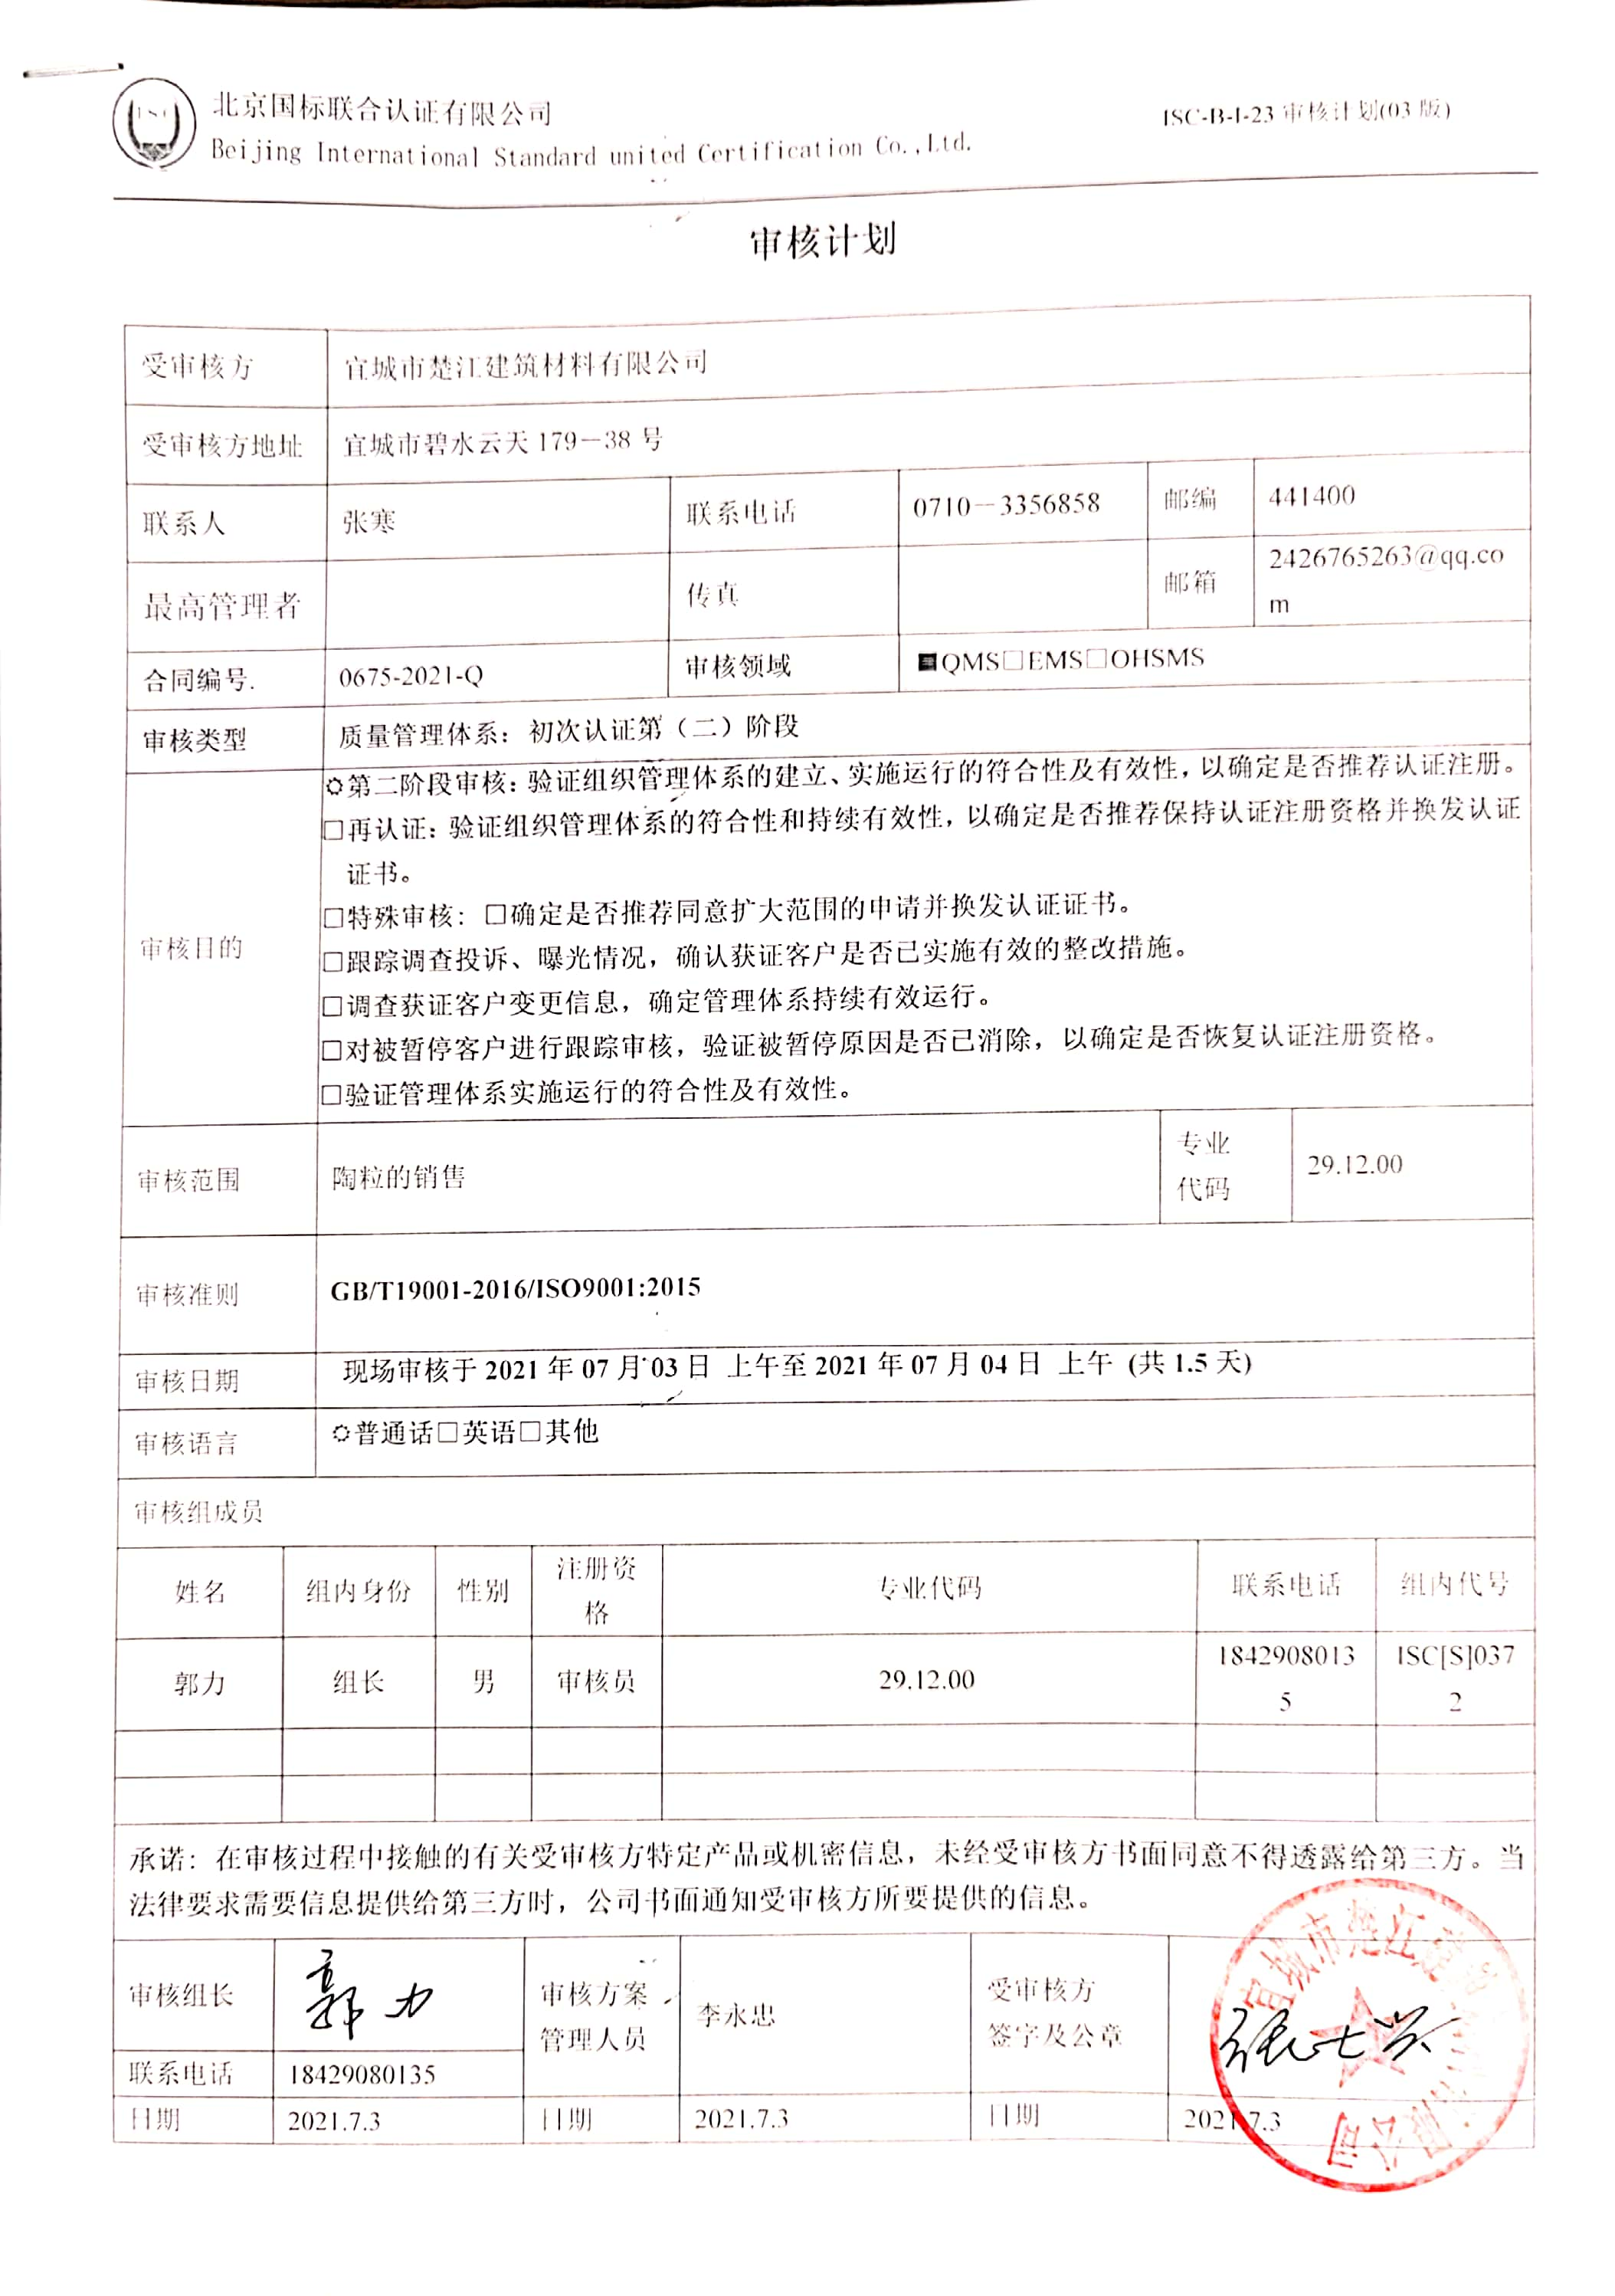 北京国标联合认证有限公司
ISC-B-I-23 审核计划(03 版)
Beijing International Standard united Certification Co.,Ltd.
审核计划
受审核方 宜城市楚江建筑材料有限公司
受审核方地址 宜城市碧水云天 179－38 号
联系人 张寒 联系电话 0710－3356858 邮编 441400
最高管理者 传真 邮箱 2426765263@qq.co
m
合同编号. 0675-2021-Q 审核领域 ■QMS□EMS□OHSMS
审核类型 质量管理体系：初次认证第（二）阶段
审核目的
✪第二阶段审核：验证组织管理体系的建立、实施运行的符合性及有效性，以确定是否推荐认证注册。
□再认证：验证组织管理体系的符合性和持续有效性，以确定是否推荐保持认证注册资格并换发认证
证书。
□特殊审核：□确定是否推荐同意扩大范围的申请并换发认证证书。
□跟踪调查投诉、曝光情况，确认获证客户是否已实施有效的整改措施。
□调查获证客户变更信息，确定管理体系持续有效运行。
□对被暂停客户进行跟踪审核，验证被暂停原因是否已消除，以确定是否恢复认证注册资格。
□验证管理体系实施运行的符合性及有效性。
审核范围 陶粒的销售 专业
代码 29.12.00
审核准则 GB/T19001-2016/ISO9001:2015
审核日期 现场审核于 2021 年 07 月 03 日 上午至 2021 年 07 月 04 日 上午 (共 1.5 天)
审核语言 ✪普通话□英语□其他
审核组成员
姓名 组内身份 性别 注册资
格 专业代码 联系电话 组内代号
郭力 组长 男 审核员 29.12.00 1842908013
5 ISC[S]037
2
承诺：在审核过程中接触的有关受审核方特定产品或机密信息，未经受审核方书面同意不得透露给第三方。当
法律要求需要信息提供给第三方时，公司书面通知受审核方所要提供的信息。
审核组长 郭力 审核方案
管理人员 李永忠 受审核方
签字及公章
联系电话 18429080135
日期 2021.7.3 日期 2021.7.3 日期 2021.7.3
宜城市楚江建筑材料有限公司